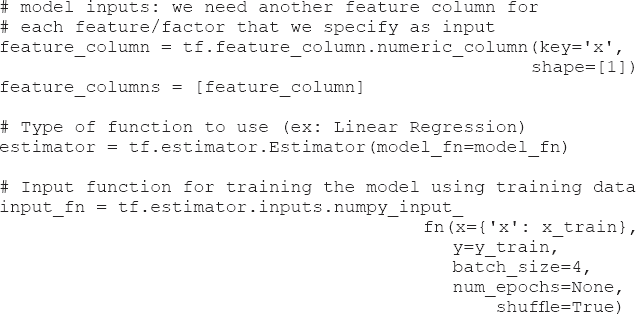 # model inputs: we need another feature column for
# each feature/factor that we specify as input
feature_column = tf.feature_column.numeric_column(key='x',
shape=[1])
feature_columns = [feature_column]
# Type of function to use (ex: Linear Regression)
estimator = tf.estimator.Estimator(model_fn=model_fn)
# Input function for training the model using training data
input_fn = tf.estimator.inputs.numpy_input_
fn(x={'x': x_train},
y=y_train,
batch_size=4,
num_epochs=None,
shuffle=True)